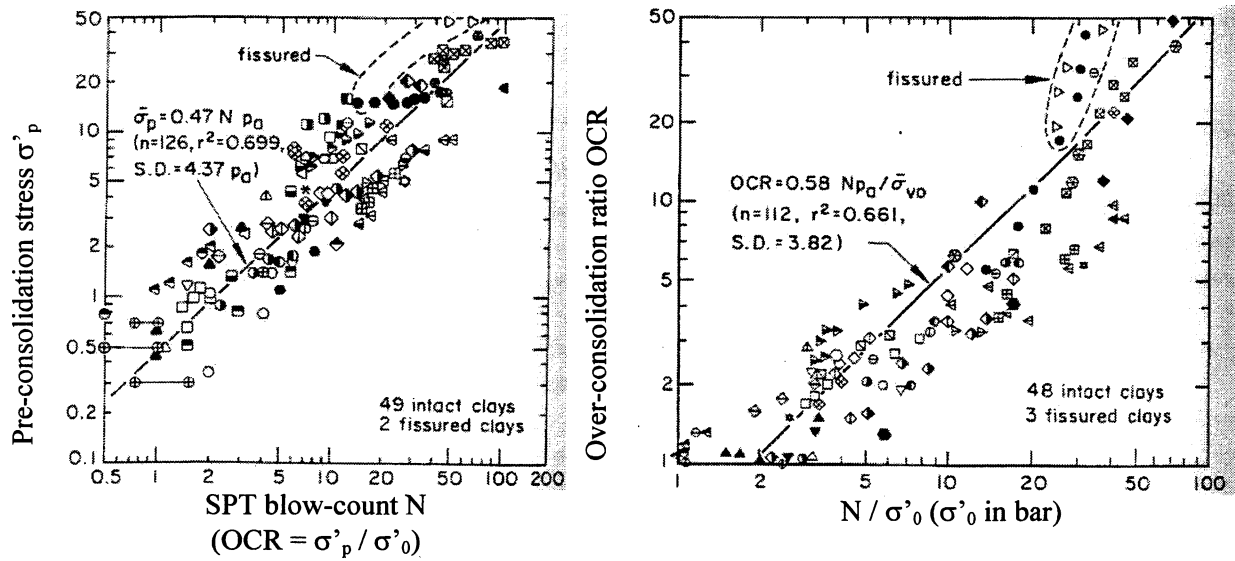 Pre-consolidation stress σ'p
50
20
10
5
2
1
0.5
0.2
0.1
fissured
σ̄p = 0.47 N pa
(n=126, r²=0.699,
S.D.=4.37 pa)
49 intact clays
2 fissured clays
0.5 1 2 5 10 20 50 100 200
SPT blow-count N
(OCR = σ'p / σ'0)
Over-consolidation ratio OCR
50
20
10
5
2
1
fissured
OCR=0.58 Npa/σ̄vo
(n=112, r²=0.661,
S.D.=3.82)
48 intact clays
3 fissured clays
1 2 5 10 20 50 100
N / σ'0 (σ'0 in bar)